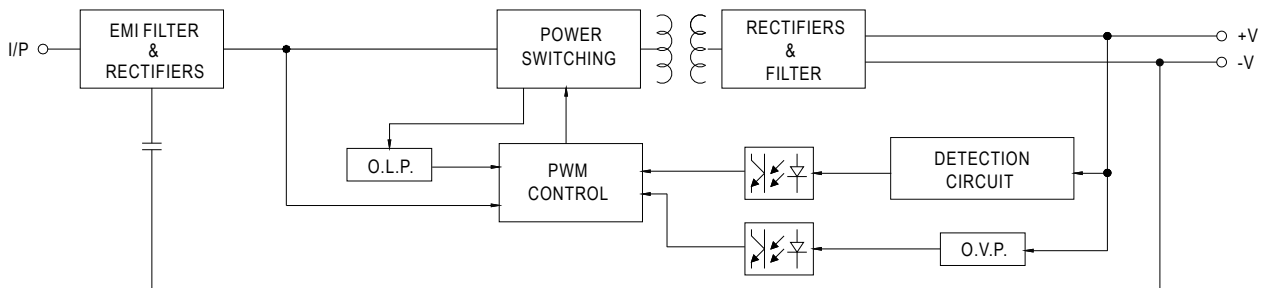 I/P
EMI FILTER
&
RECTIFIERS
POWER
SWITCHING
RECTIFIERS
&
FILTER
+V
-V
O.L.P.
PWM
CONTROL
DETECTION
CIRCUIT
O.V.P.